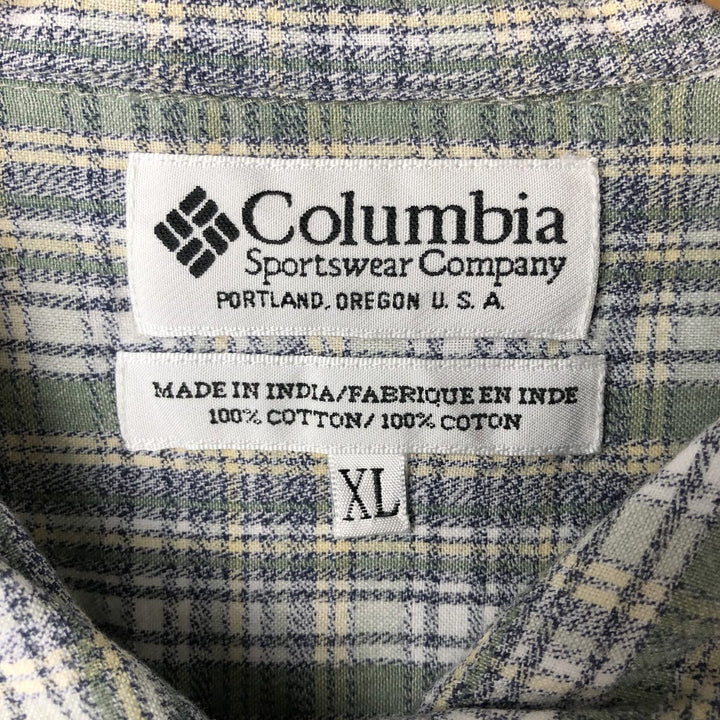 Columbia
Sportswear Company
PORTLAND, OREGON U. S. A.
MADE IN INDIA/FABRIQUE EN INDE
100% COTTON/ 100% COTON
XL